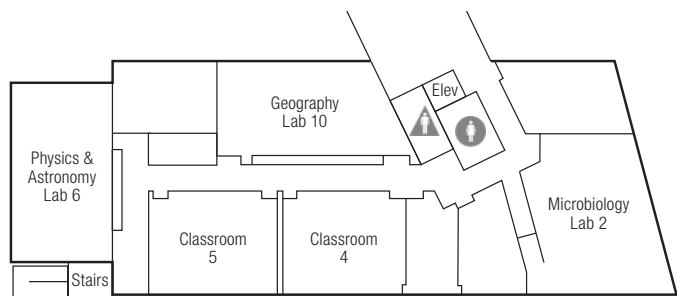 Elev
Geography
Lab 10
Physics &
Astronomy
Lab 6
Microbiology
Lab 2
Classroom
5
Classroom
4
Stairs